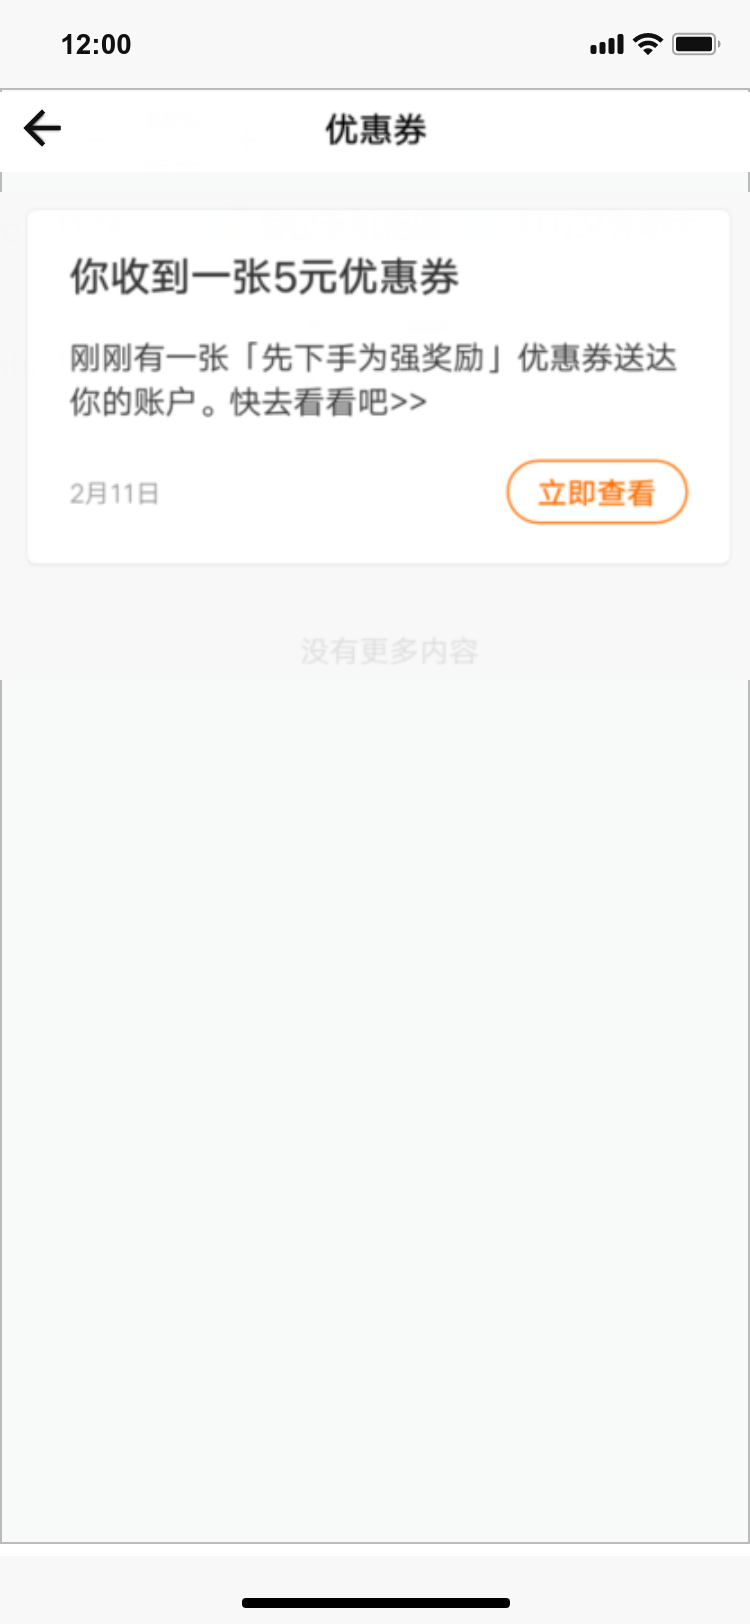 12:00
优惠券
你收到一张5元优惠券
刚刚有一张「先下手为强奖励」优惠券送达
你的账户。快去看看吧>>
2月11日
立即查看
没有更多内容